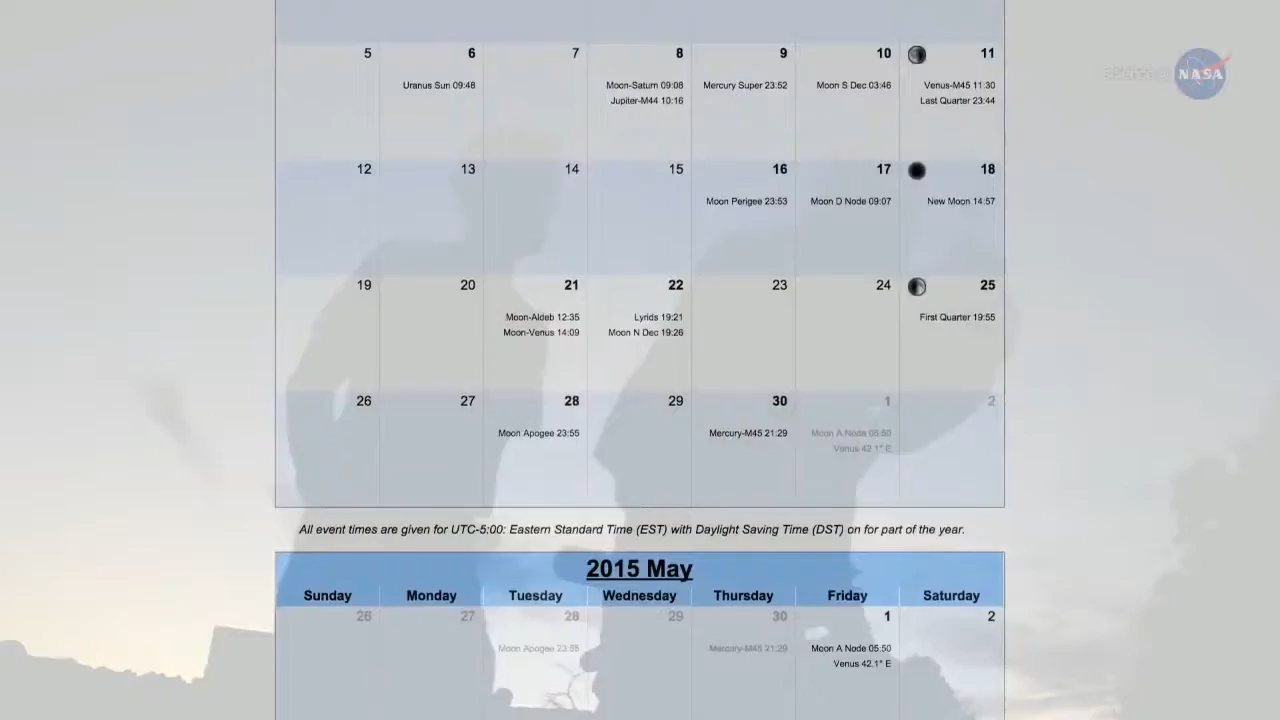 5 6 7 8 9 10 11
Uranus Sun 09:48 Moon-Saturn 09:08 Mercury Super 23:52 Moon S Dec 03:46 Venus-M45 11:30
Jupiter-M44 10:16 Last Quarter 23:44
12 13 14 15 16 17 18
Moon Perigee 23:53 Moon D Node 09:07 New Moon 14:57
19 20 21 22 23 24 25
Moon-Aldeb 12:35 Lyrids 19:21 First Quarter 19:55
Moon-Venus 14:09 Moon N Dec 19:26
26 27 28 29 30 1 2
Moon Apogee 23:55 Mercury-M45 21:29 Moon A Node 05:50
Venus 42.1° E
All event times are given for UTC-5:00: Eastern Standard Time (EST) with Daylight Saving Time (DST) on for part of the year.
2015 May
Sunday Monday Tuesday Wednesday Thursday Friday Saturday
26 27 28 29 30 1 2
Moon Apogee 23:55 Mercury-M45 21:29 Moon A Node 05:50
Venus 42.1° E
Science@ NASA